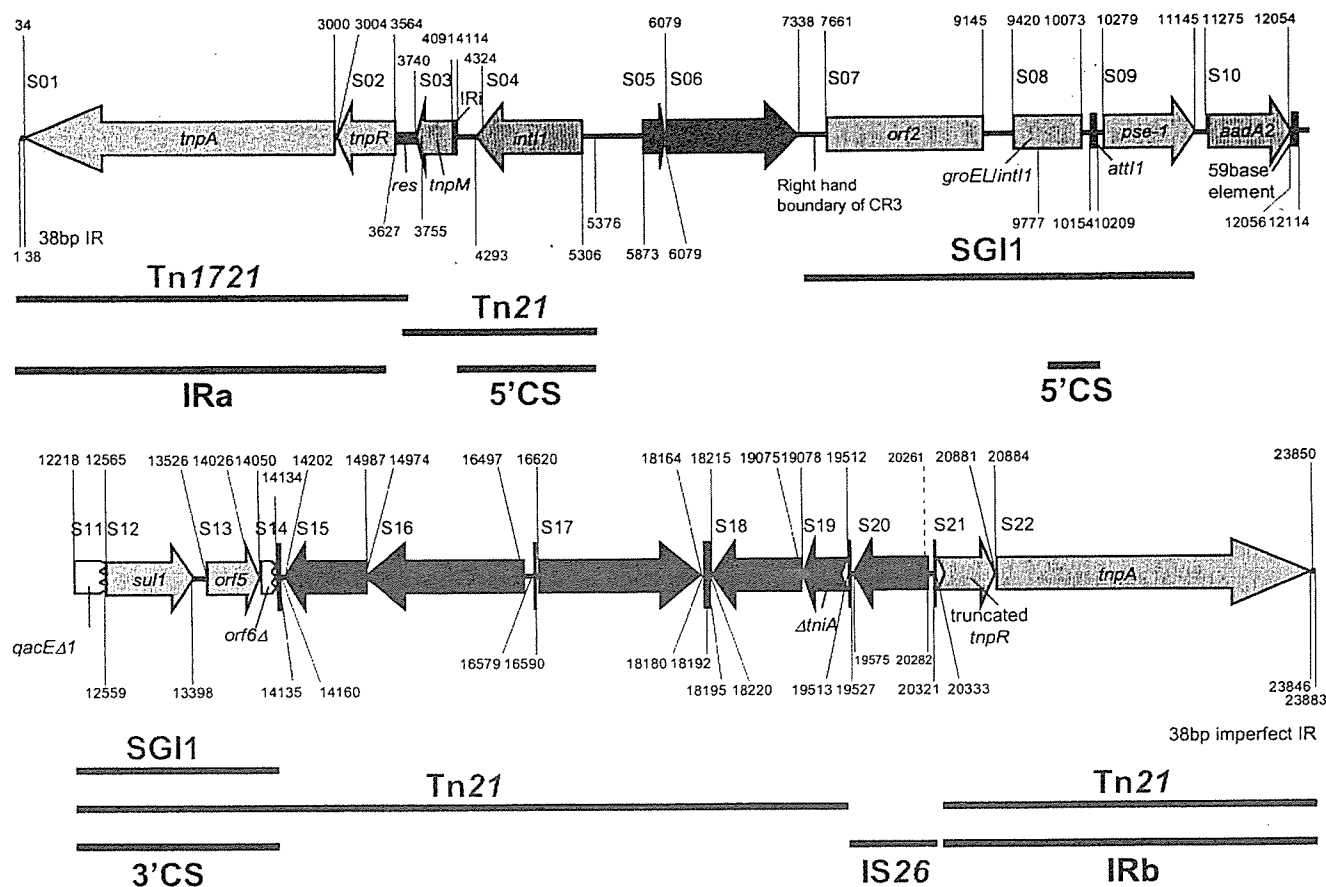 34 3000 3004 3564 4091 4114 6079 7338 7661 9145 9420 10073 10279 11145 11275 12054
3740 4324
S01 S02 S03 IRi S04 S05 S06 S07 S08 S09 S10
tnpA tnpR intI1 orf2 pse-1 aadA2
res tnpM Right hand boundary of CR3 groEL/intI1 attI1 59base element
38bp IR
1 38 3627 3755 4293 5306 5376 5873 6079 9777 10154 10209 12056 12114
Tn1721 SGI1
Tn21
IRa 5'CS 5'CS
12218 12565 13526 14026 14050 14202 14987 14974 16497 16620 18164 18215 19075 19078 19512 20261 20881 20884 23850
14134
S11 S12 S13 S14 S15 S16 S17 S18 S19 S20 S21 S22
sul1 orf5 tnpA
qacEΔ1 orf6Δ ΔtniA truncated tnpR
12559 13398 14135 14160 16579 16590 18180 18192 18195 18220 19513 19527 19575 20282 20321 20333 23846 23883
38bp imperfect IR
SGI1
Tn21 Tn21
3'CS IS26 IRb